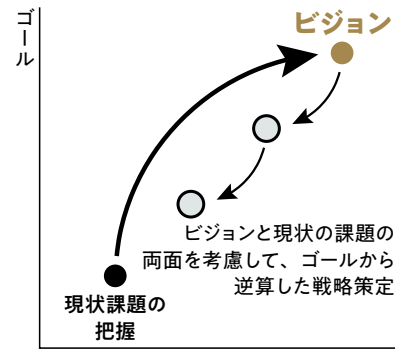 ゴール
ビジョン
ビジョンと現状の課題の
両面を考慮して、ゴールから
逆算した戦略策定
現状課題の
把握